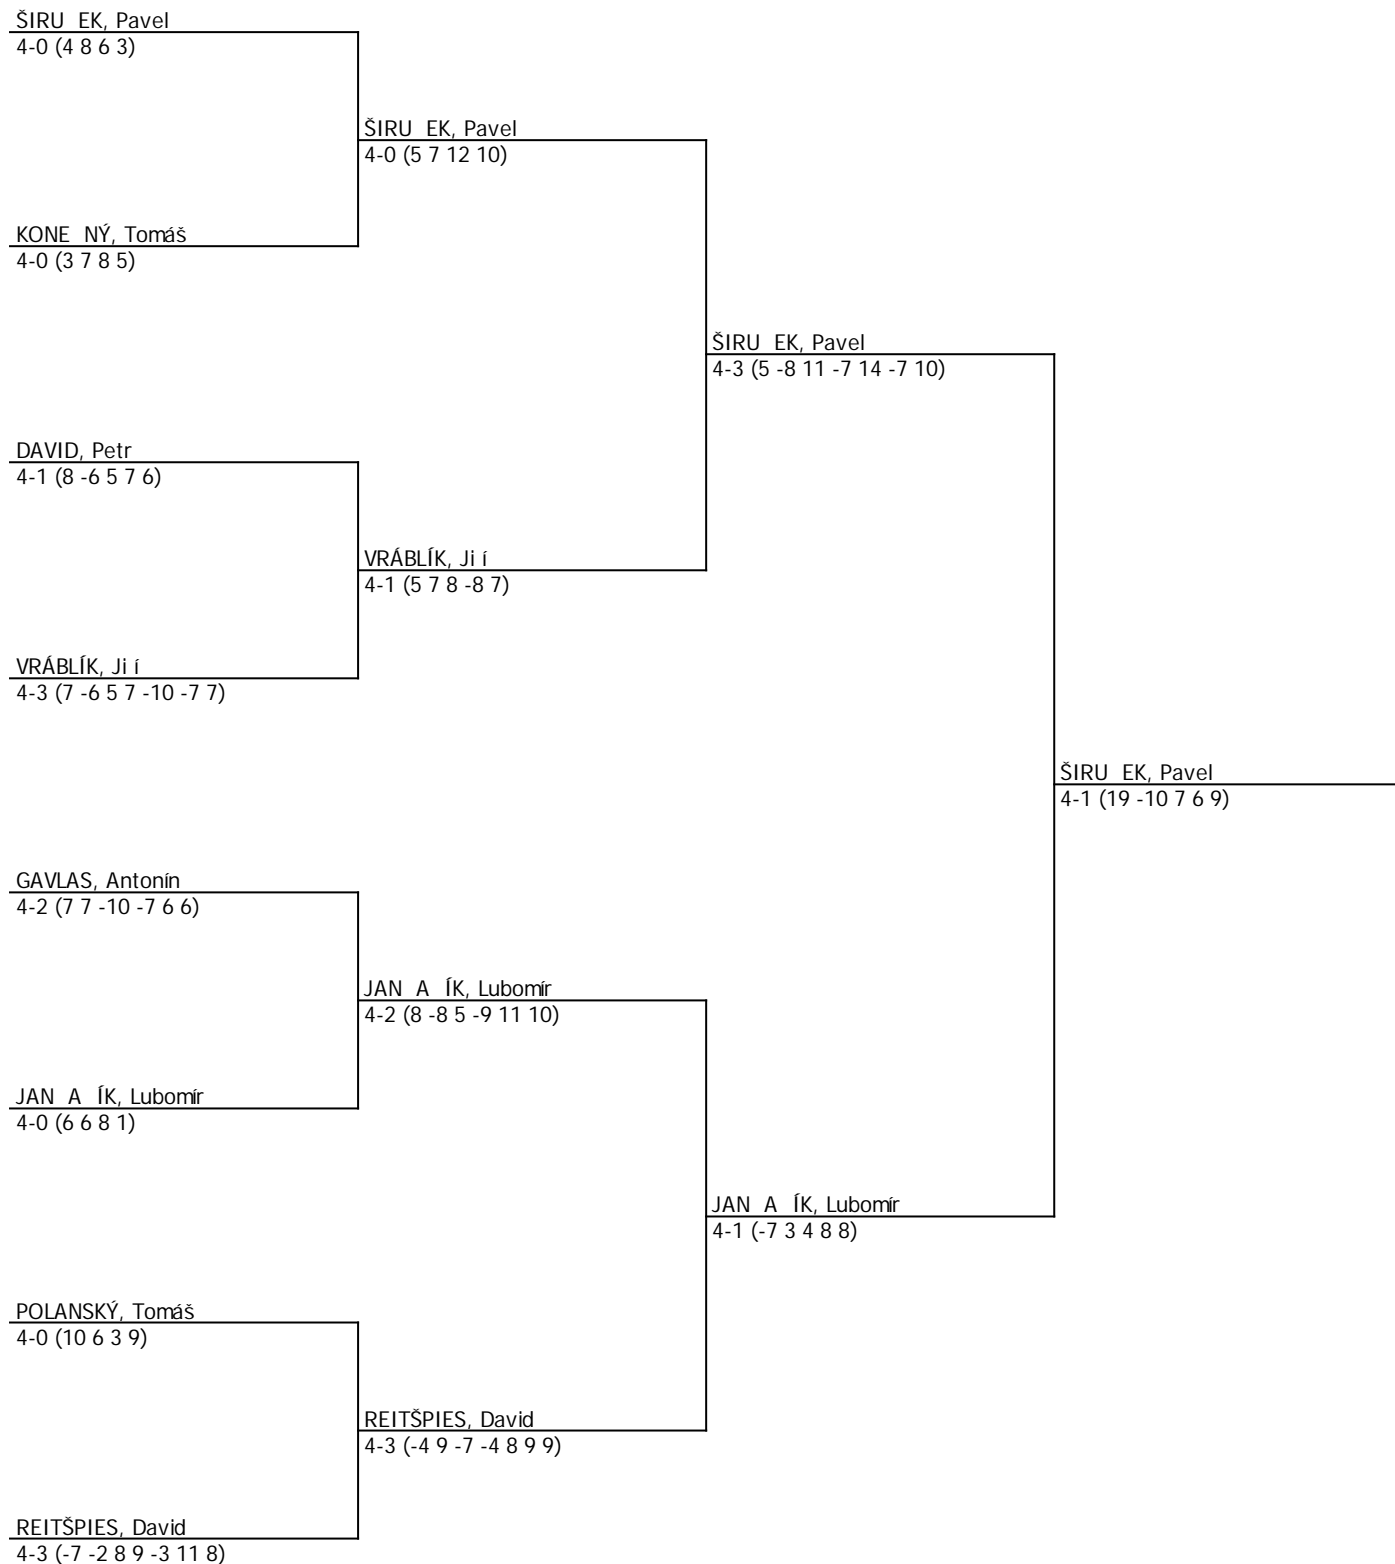 ŠIRU EK, Pavel
4-0 (4 8 6 3)
ŠIRU EK, Pavel
4-0 (5 7 12 10)
KONE NÝ, Tomáš
4-0 (3 7 8 5)
ŠIRU EK, Pavel
4-3 (5 -8 11 -7 14 -7 10)
DAVID, Petr
4-1 (8 -6 5 7 6)
VRÁBLÍK, Ji í
4-1 (5 7 8 -8 7)
VRÁBLÍK, Ji í
4-3 (7 -6 5 7 -10 -7 7)
ŠIRU EK, Pavel
4-1 (19 -10 7 6 9)
GAVLAS, Antonín
4-2 (7 7 -10 -7 6 6)
JAN A ÍK, Lubomír
4-2 (8 -8 5 -9 11 10)
JAN A ÍK, Lubomír
4-0 (6 6 8 1)
JAN A ÍK, Lubomír
4-1 (-7 3 4 8 8)
POLANSKÝ, Tomáš
4-0 (10 6 3 9)
REITŠPIES, David
4-3 (-4 9 -7 -4 8 9 9)
REITŠPIES, David
4-3 (-7 -2 8 9 -3 11 8)